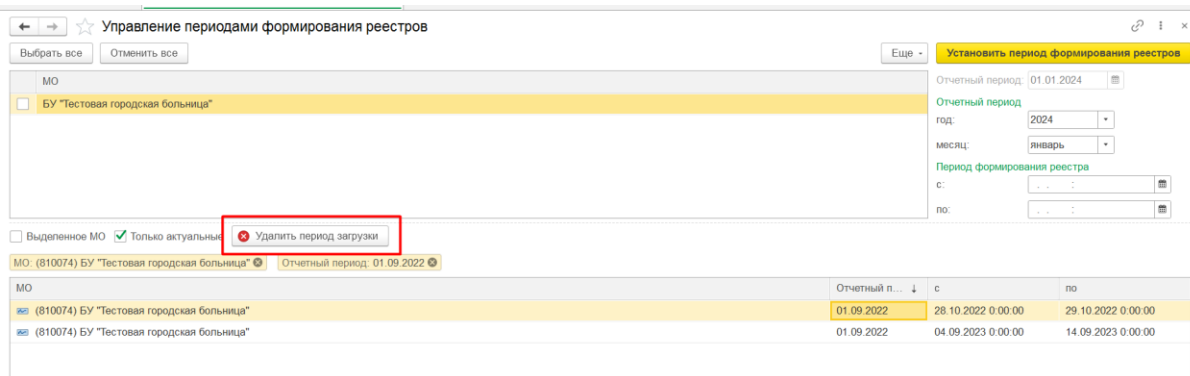 Управление периодами формирования реестров
Выбрать все Отменить все Еще Установить период формирования реестров
МО
БУ "Тестовая городская больница"
Отчетный период: 01.01.2024
Отчетный период
год: 2024
месяц: январь
Период формирования реестра
с: . . :
по: . . :
Выделенное МО Только актуальные Удалить период загрузки
МО: (810074) БУ "Тестовая городская больница" Отчетный период: 01.09.2022
МО Отчетный п... ↓ с по
(810074) БУ "Тестовая городская больница" 01.09.2022 28.10.2022 0:00:00 29.10.2022 0:00:00
(810074) БУ "Тестовая городская больница" 01.09.2022 04.09.2023 0:00:00 14.09.2023 0:00:00